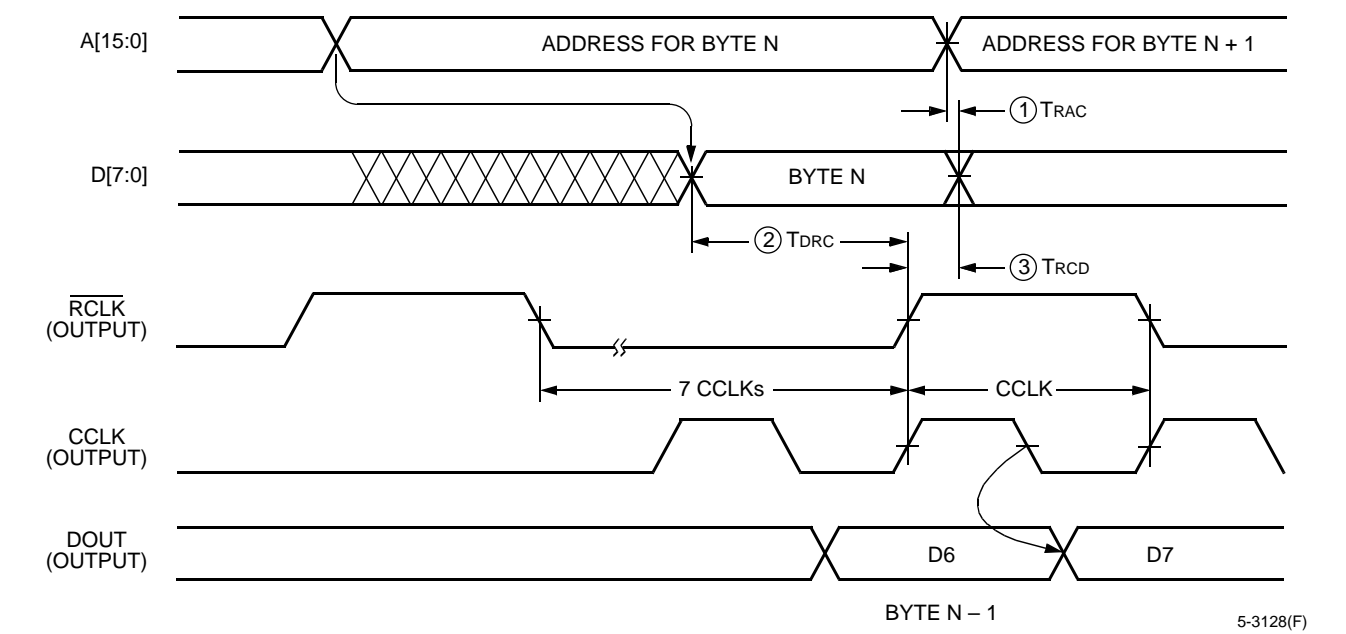 A[15:0]
ADDRESS FOR BYTE N
ADDRESS FOR BYTE N + 1
1 TRAC
D[7:0]
BYTE N
2 TDRC
3 TRCD
RCLK
(OUTPUT)
7 CCLKs
CCLK
CCLK
(OUTPUT)
DOUT
(OUTPUT)
D6
D7
BYTE N – 1
5-3128(F)